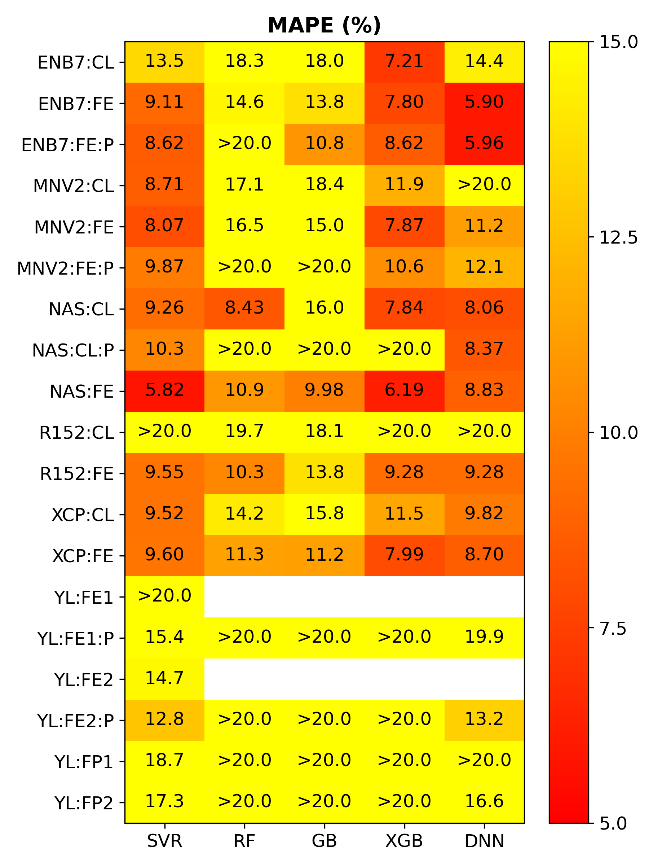 MAPE (%)
ENB7:CL 13.5 18.3 18.0 7.21 14.4
ENB7:FE 9.11 14.6 13.8 7.80 5.90
ENB7:FE:P 8.62 >20.0 10.8 8.62 5.96
MNV2:CL 8.71 17.1 18.4 11.9 >20.0
MNV2:FE 8.07 16.5 15.0 7.87 11.2
MNV2:FE:P 9.87 >20.0 >20.0 10.6 12.1
NAS:CL 9.26 8.43 16.0 7.84 8.06
NAS:CL:P 10.3 >20.0 >20.0 >20.0 8.37
NAS:FE 5.82 10.9 9.98 6.19 8.83
R152:CL >20.0 19.7 18.1 >20.0 >20.0
R152:FE 9.55 10.3 13.8 9.28 9.28
XCP:CL 9.52 14.2 15.8 11.5 9.82
XCP:FE 9.60 11.3 11.2 7.99 8.70
YL:FE1 >20.0
YL:FE1:P 15.4 >20.0 >20.0 >20.0 19.9
YL:FE2 14.7
YL:FE2:P 12.8 >20.0 >20.0 >20.0 13.2
YL:FP1 18.7 >20.0 >20.0 >20.0 >20.0
YL:FP2 17.3 >20.0 >20.0 >20.0 16.6
SVR RF GB XGB DNN
15.0
12.5
10.0
7.5
5.0